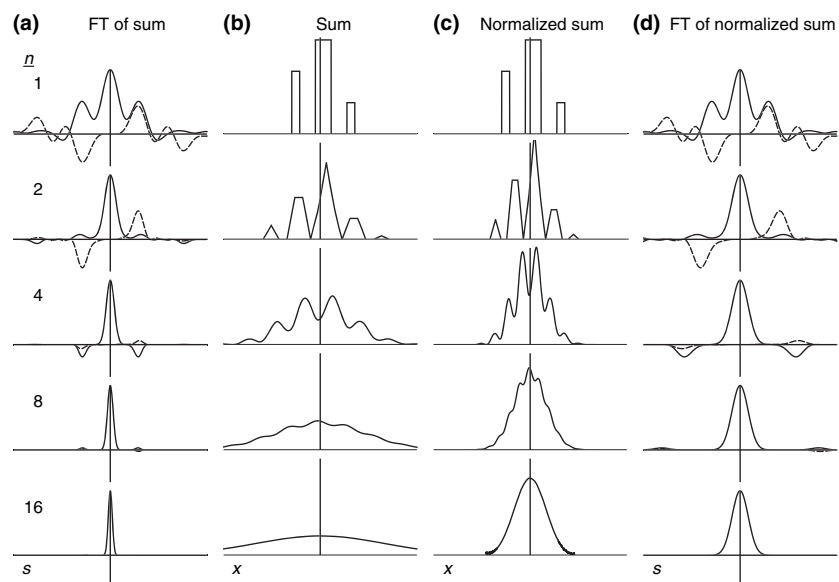 (a) FT of sum (b) Sum (c) Normalized sum (d) FT of normalized sum
n
1
2
4
8
16
s x x s